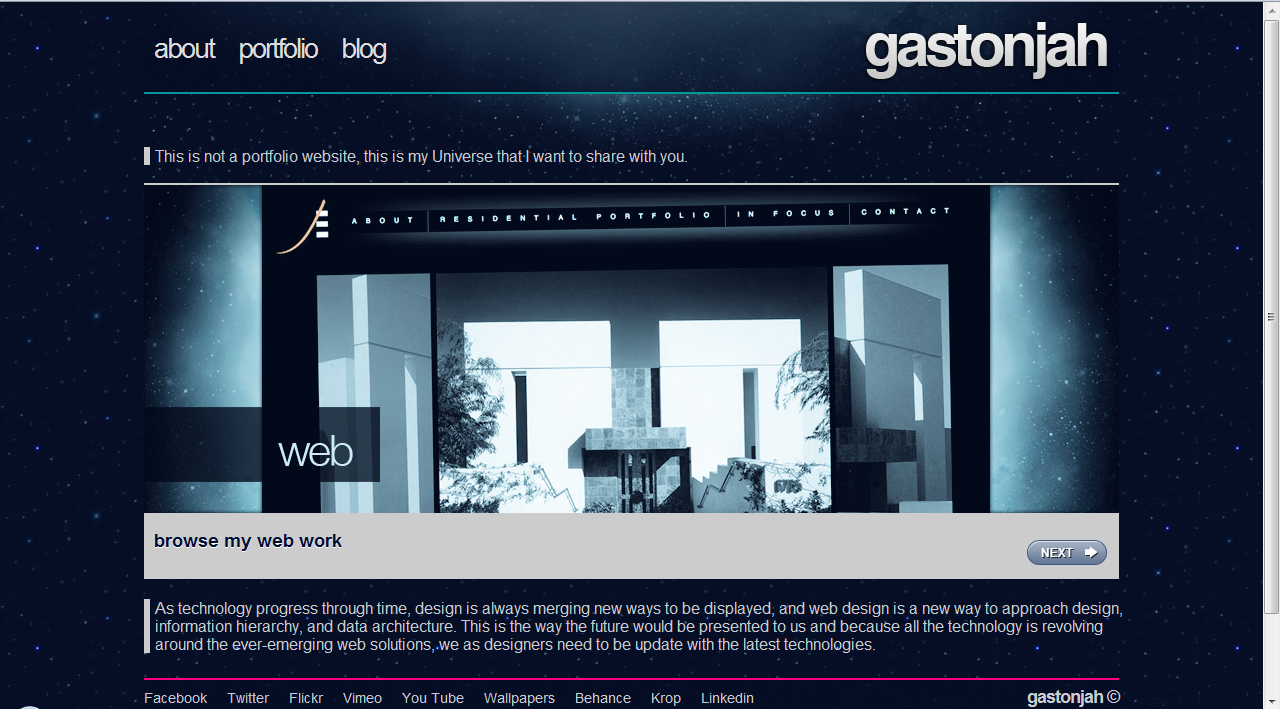 about portfolio blog
gastonjah
This is not a portfolio website, this is my Universe that I want to share with you.
ABOUT RESIDENTIAL PORTFOLIO IN FOCUS CONTACT
6715
web
browse my web work
NEXT
As technology progress through time, design is always merging new ways to be displayed, and web design is a new way to approach design,
information hierarchy, and data architecture. This is the way the future would be presented to us and because all the technology is revolving
around the ever-emerging web solutions, we as designers need to be update with the latest technologies.
Facebook Twitter Flickr Vimeo You Tube Wallpapers Behance Krop Linkedin
gastonjah ©